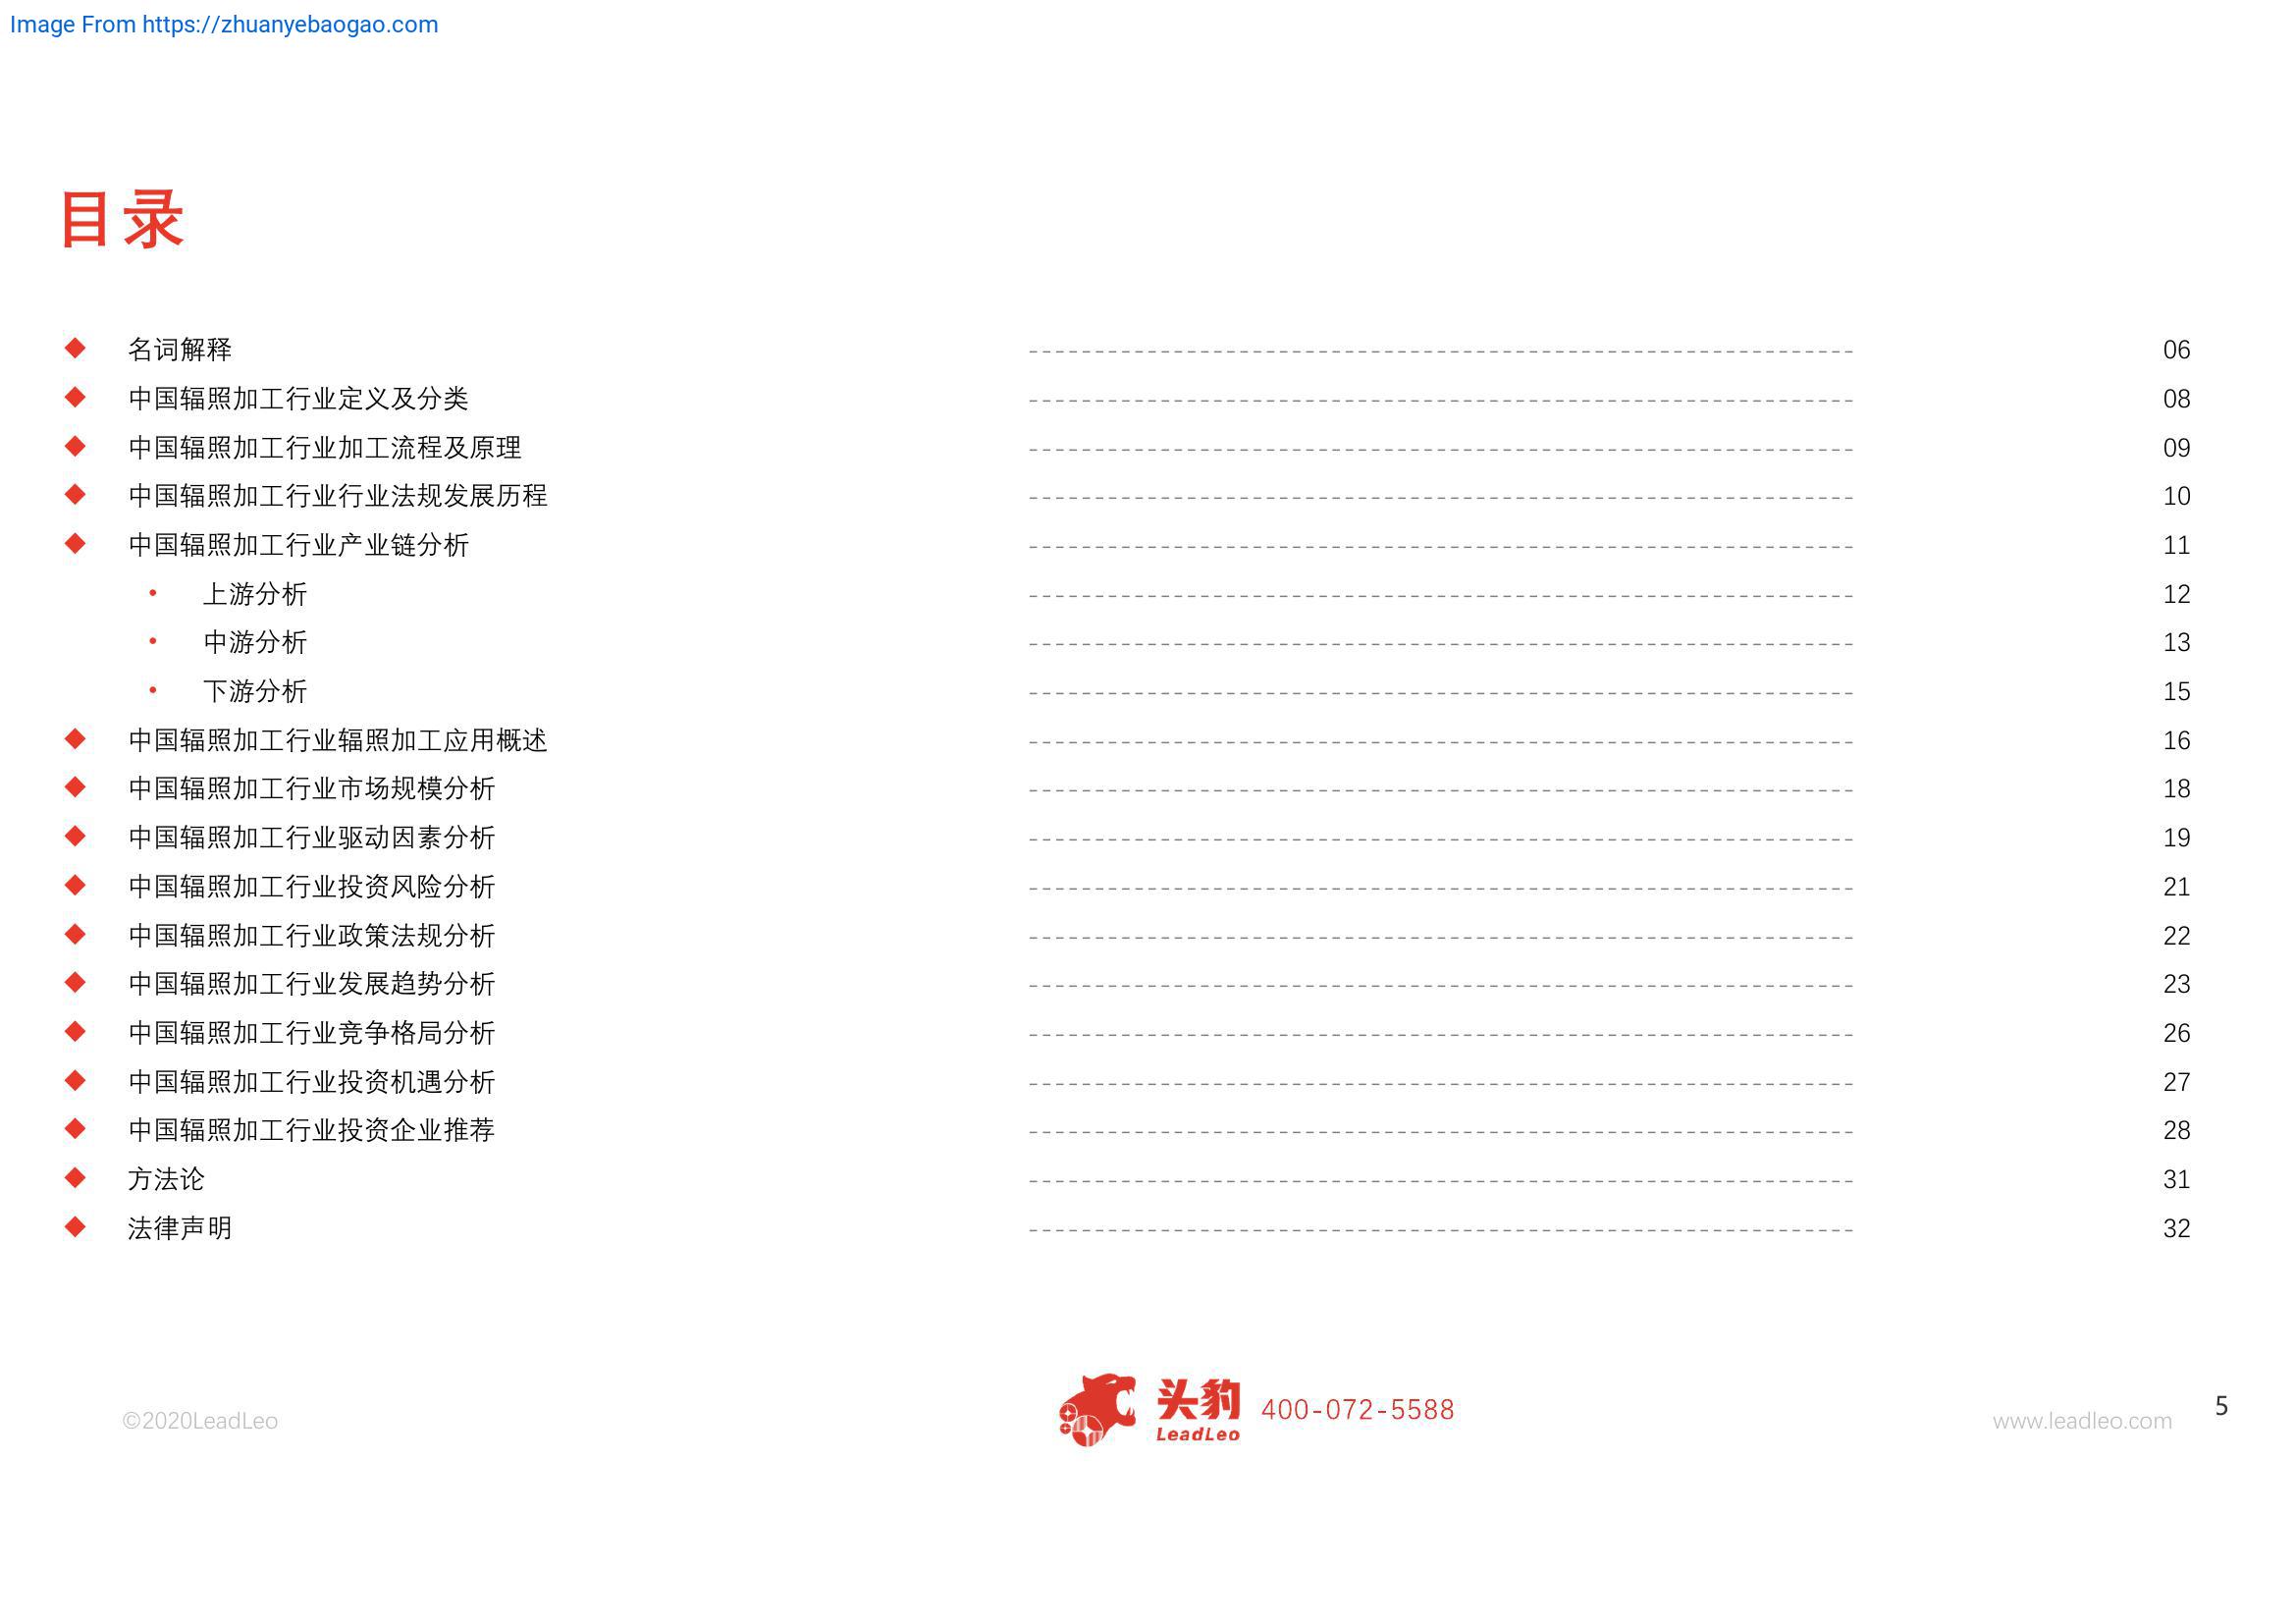 Image From https://zhuanyebaogao.com
目录
名词解释 06
中国辐照加工行业定义及分类 08
中国辐照加工行业加工流程及原理 09
中国辐照加工行业行业法规发展历程 10
中国辐照加工行业产业链分析 11
上游分析 12
中游分析 13
下游分析 15
中国辐照加工行业辐照加工应用概述 16
中国辐照加工行业市场规模分析 18
中国辐照加工行业驱动因素分析 19
中国辐照加工行业投资风险分析 21
中国辐照加工行业政策法规分析 22
中国辐照加工行业发展趋势分析 23
中国辐照加工行业竞争格局分析 26
中国辐照加工行业投资机遇分析 27
中国辐照加工行业投资企业推荐 28
方法论 31
法律声明 32
©2020LeadLeo
头豹
LeadLeo
400-072-5588
www.leadleo.com
5